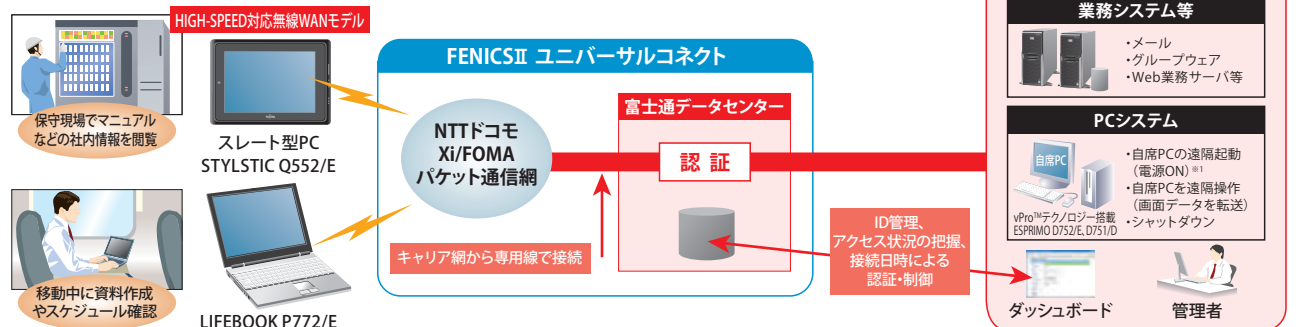 HIGH-SPEED対応無線WANモデル
保守現場でマニュアル
などの社内情報を閲覧
スレート型PC
STYLSTIC Q552/E
移動中に資料作成
やスケジュール確認
LIFEBOOK P772/E
FENICSⅡ ユニバーサルコネクト
NTTドコモ
Xi/FOMA
パケット通信網
キャリア網から専用線で接続
富士通データセンター
認証
ID管理、
アクセス状況の把握、
接続日時による
認証・制御
業務システム等
・メール
・グループウェア
・Web業務サーバ等
PCシステム
自席PC
vPro™テクノロジー搭載
ESPRIMO D752/E, D751/D
・自席PCの遠隔起動
（電源ON）※1
・自席PCを遠隔操作
（画面データを転送）
・シャットダウン
ダッシュボード
管理者